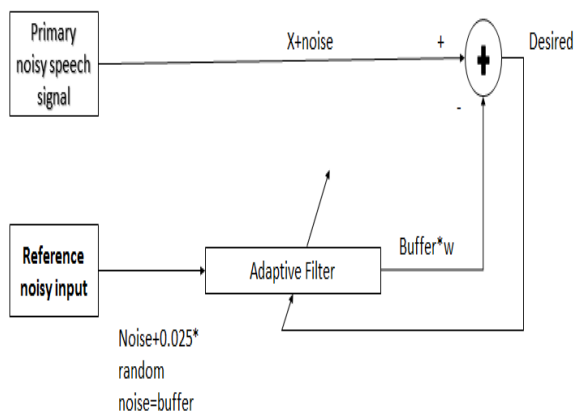 Primary
noisy speech
signal
X+noise
+
Desired
+
-
Reference
noisy input
Adaptive Filter
Buffer*w
Noise+0.025*
random
noise=buffer